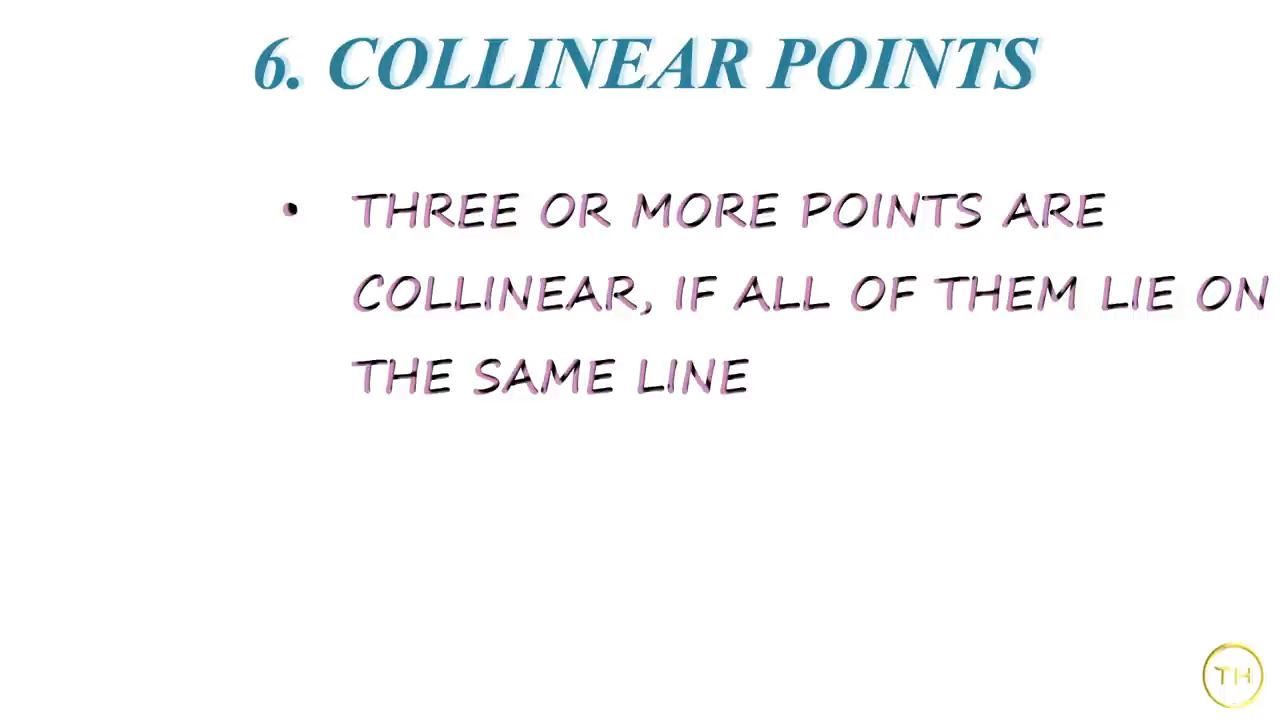 6. COLLINEAR POINTS
• THREE OR MORE POINTS ARE
COLLINEAR, IF ALL OF THEM LIE ON
THE SAME LINE
TH